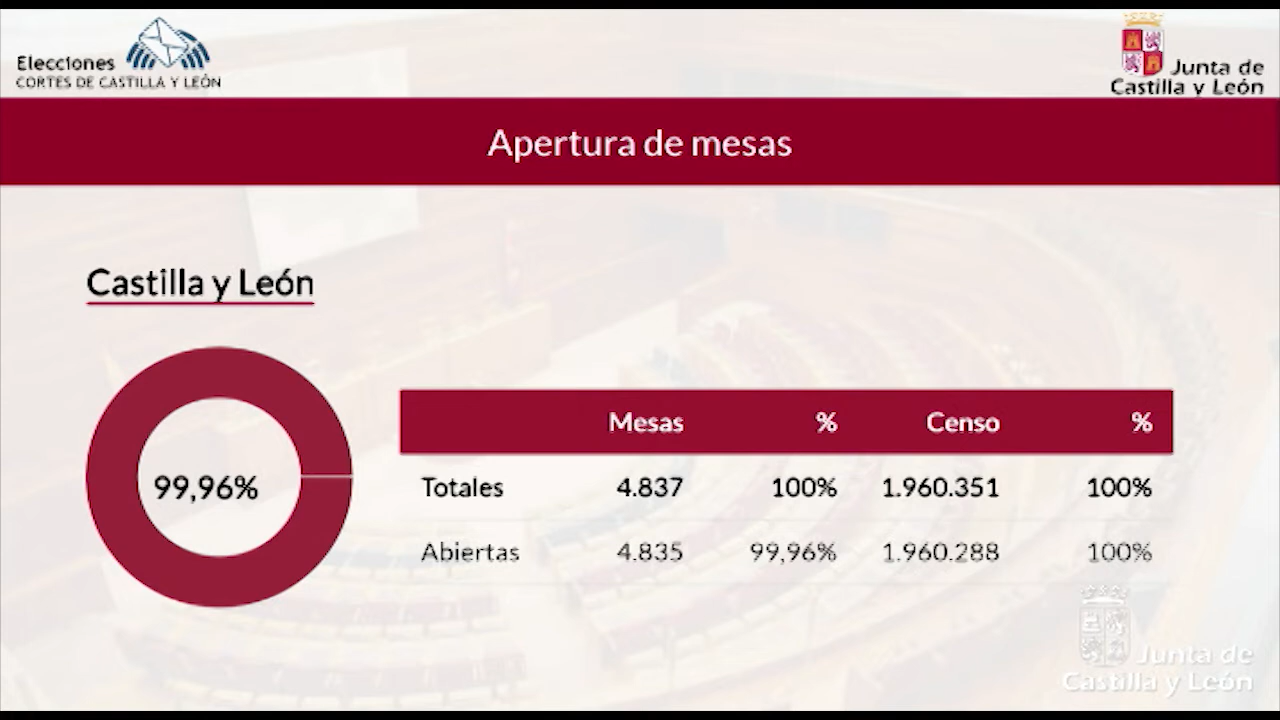 Elecciones
CORTES DE CASTILLA Y LEÓN
Junta de
Castilla y León
Apertura de mesas
Castilla y León
99,96%
Mesas % Censo %
Totales 4.837 100% 1.960.351 100%
Abiertas 4.835 99,96% 1.960.288 100%
Junta de
Castilla y León